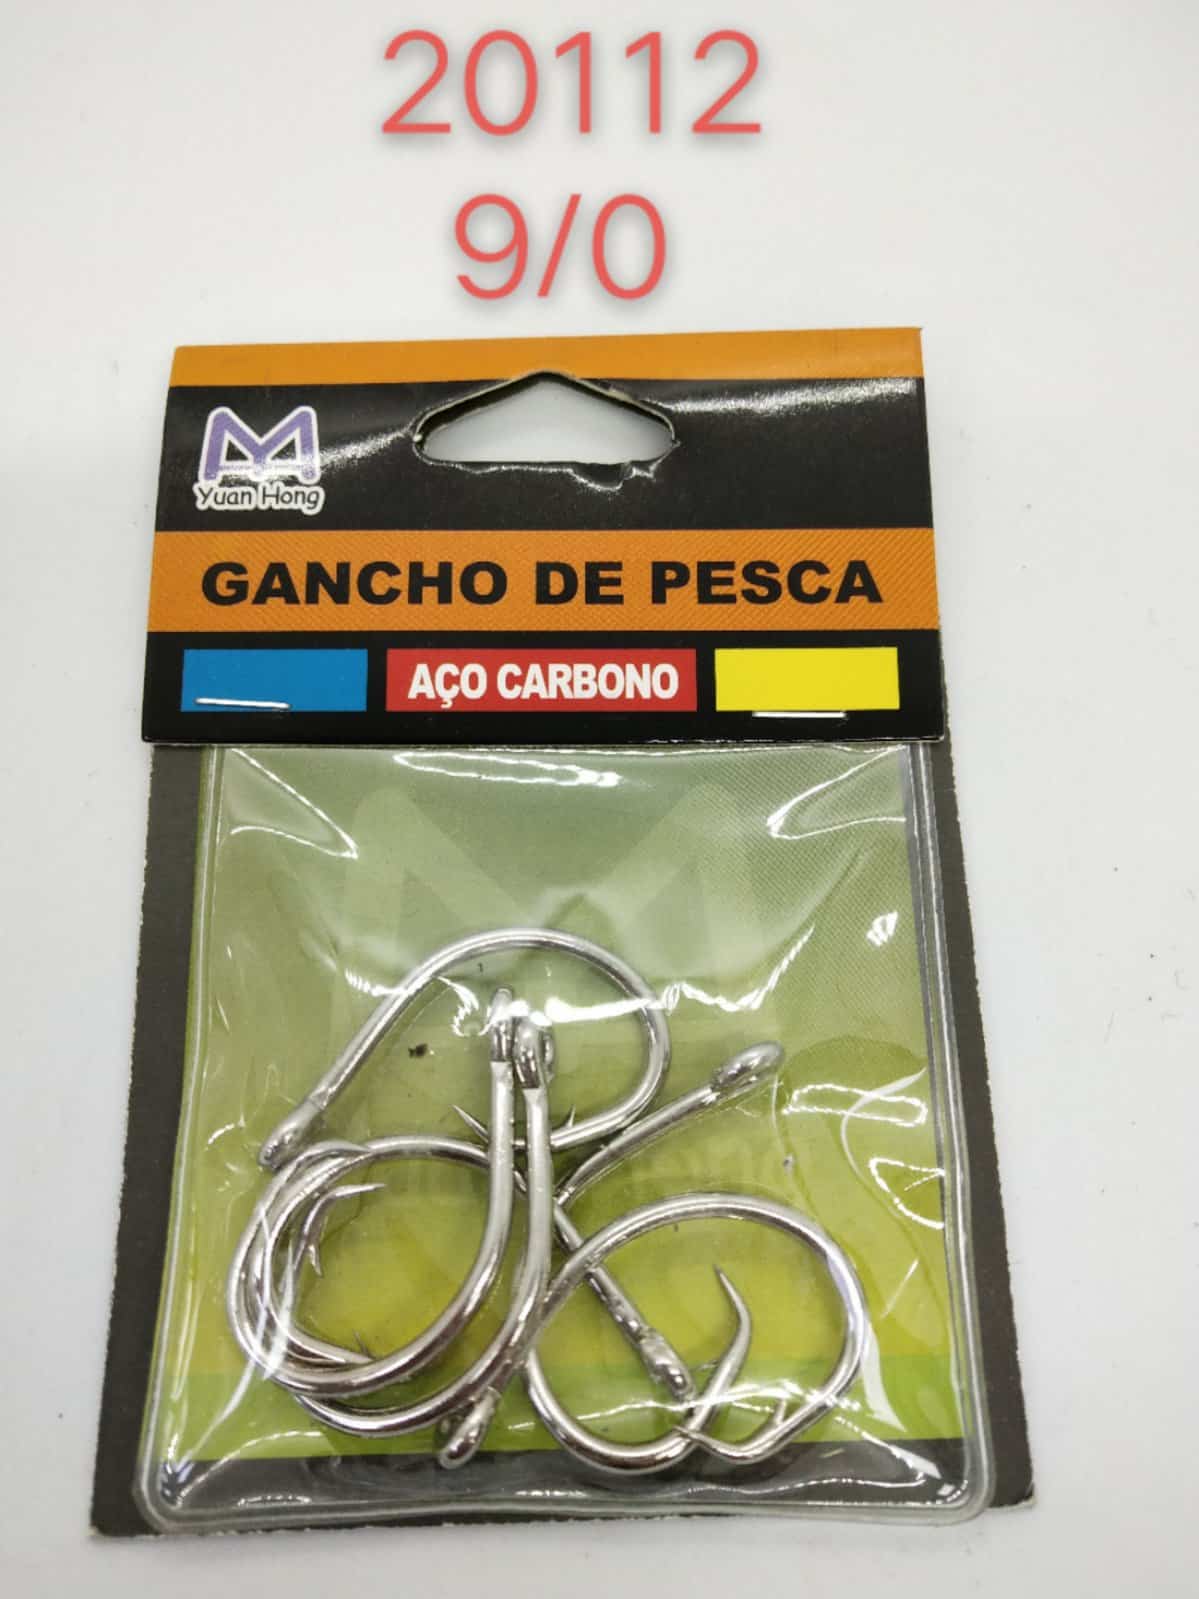 20112
9/0
Yuan Hong
GANCHO DE PESCA
AÇO CARBONO